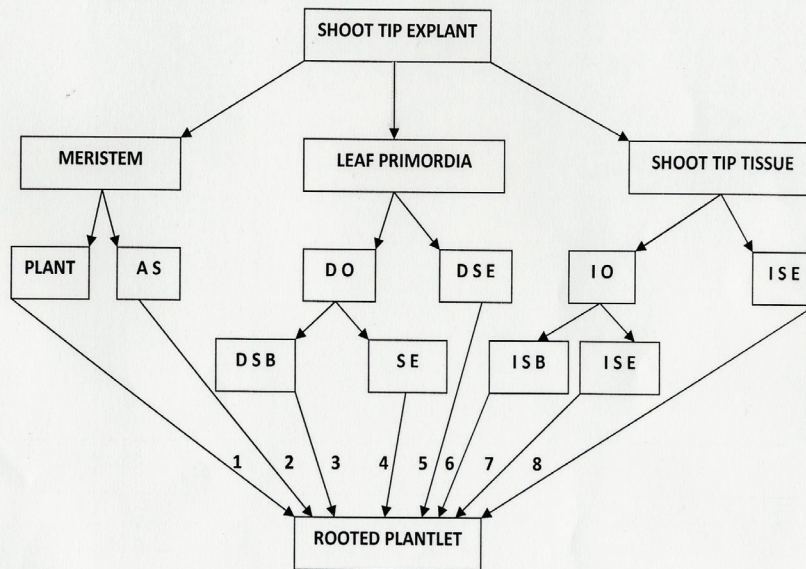 SHOOT TIP EXPLANT
MERISTEM
LEAF PRIMORDIA
SHOOT TIP TISSUE
PLANT
A S
D O
D S E
I O
I S E
D S B
S E
I S B
I S E
1 2 3 4 5 6 7 8
ROOTED PLANTLET